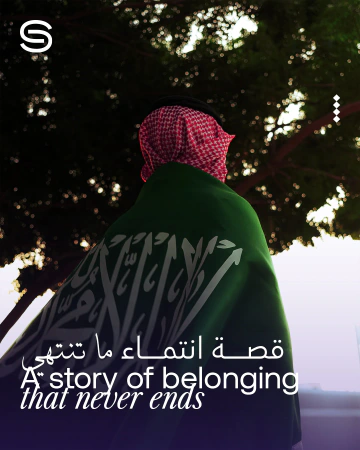 قصة انتماء ما تنتهي
A story of belonging
that never ends